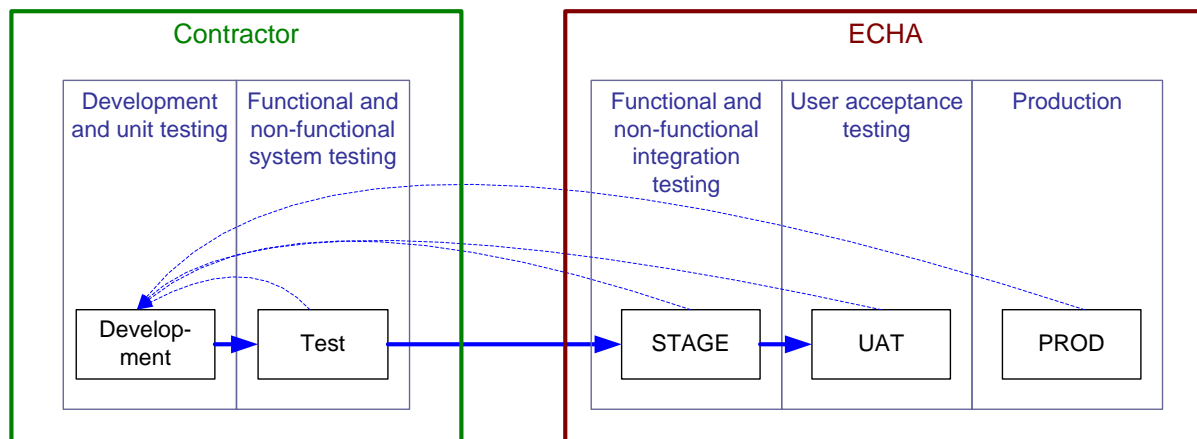 Contractor
ECHA
Development
and unit testing
Functional and
non-functional
system testing
Functional and
non-functional
integration
testing
User acceptance
testing
Production
Develop-
ment
Test
STAGE
UAT
PROD